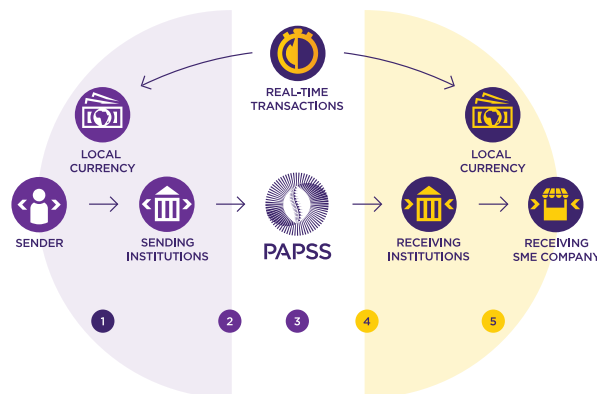 REAL-TIME
TRANSACTIONS
LOCAL
CURRENCY
LOCAL
CURRENCY
SENDER
SENDING
INSTITUTIONS
PAPSS
RECEIVING
INSTITUTIONS
RECEIVING
SME COMPANY
1
2
3
4
5